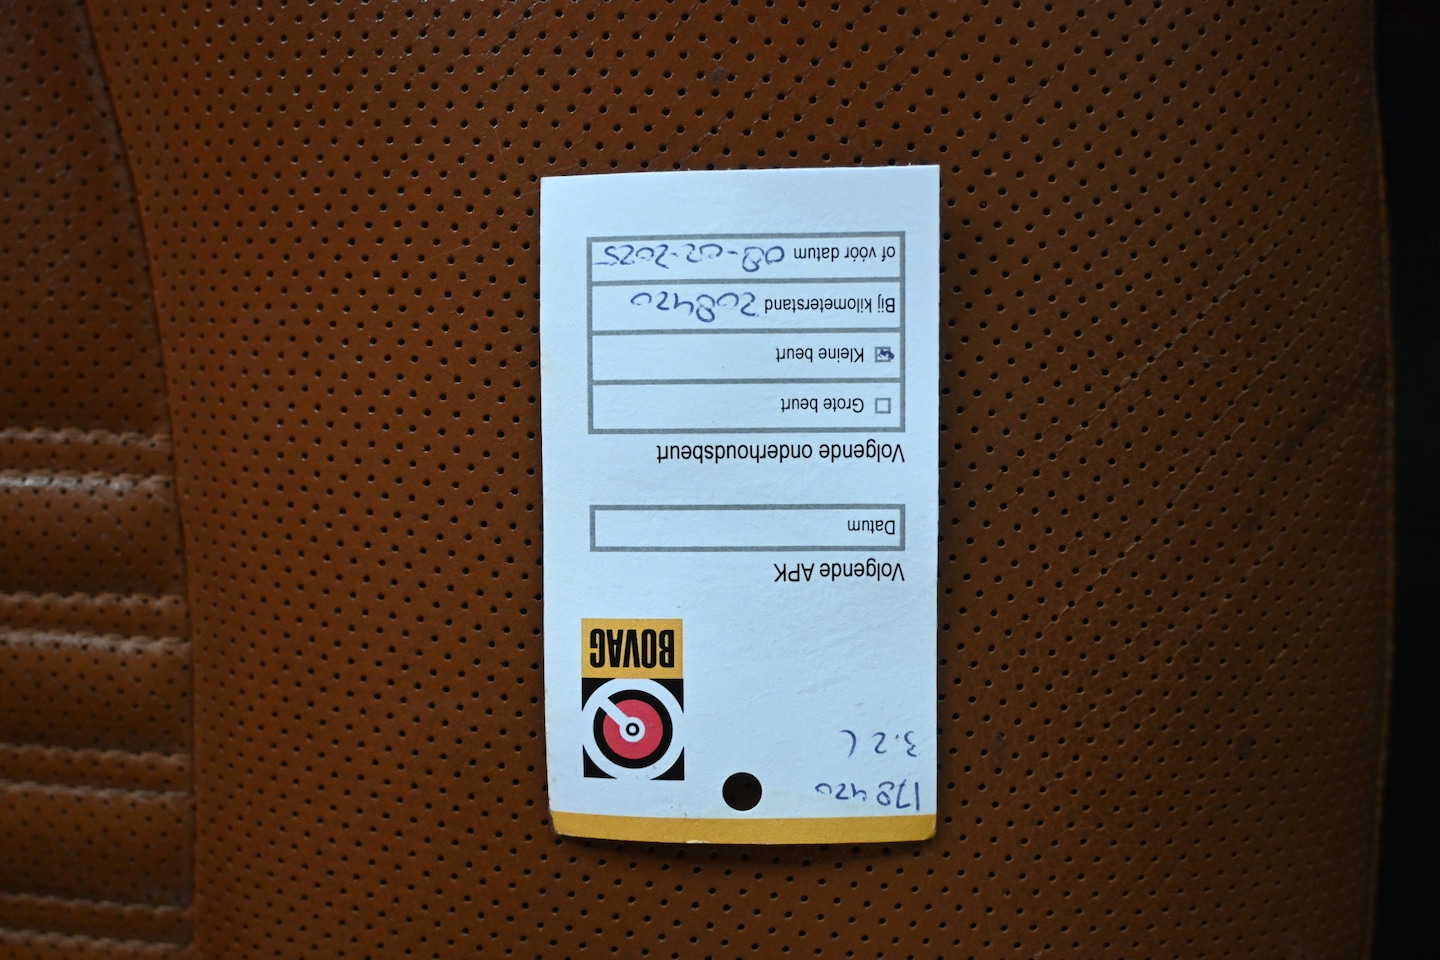 178420
3.2 L
BOVAG
Volgende APK
Datum
Volgende onderhoudsbeurt
Grote beurt
Kleine beurt
Bij kilometerstand 208420
of vóór datum 08-02-2025